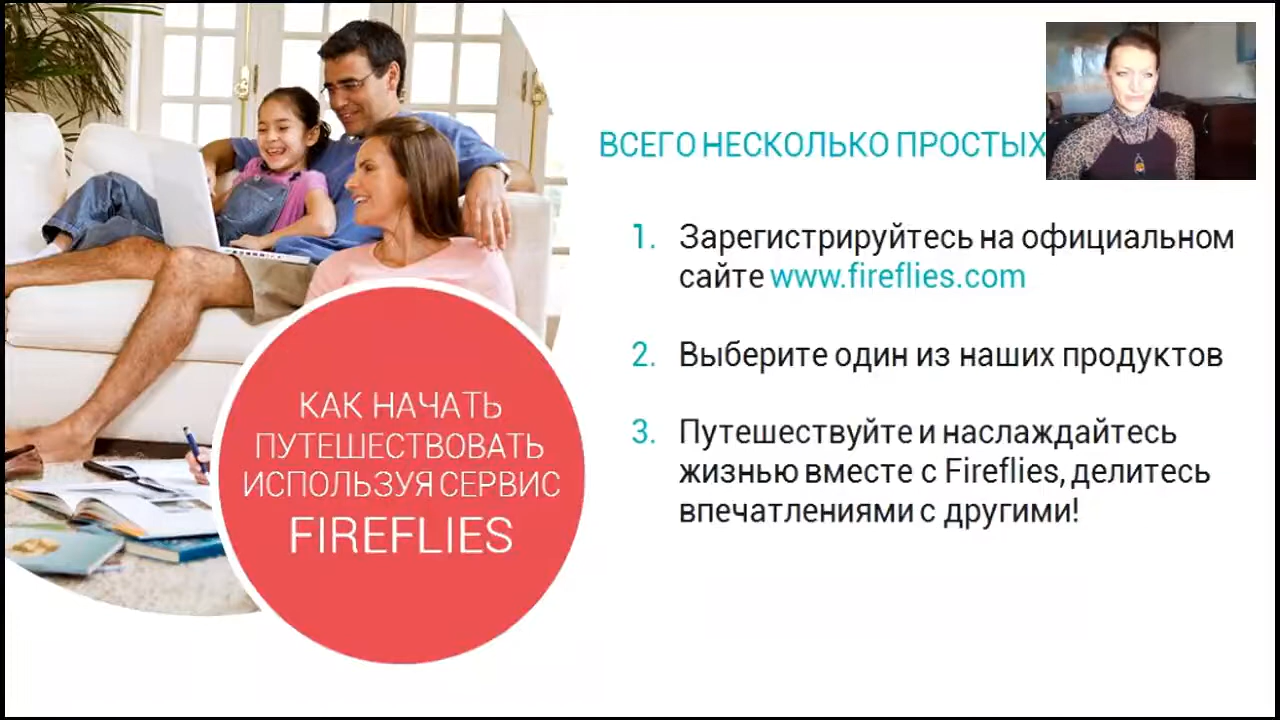 ВСЕГО НЕСКОЛЬКО ПРОСТЫХ
1. Зарегистрируйтесь на официальном
сайте www.fireflies.com
2. Выберите один из наших продуктов
3. Путешествуйте и наслаждайтесь
жизнью вместе с Fireflies, делитесь
впечатлениями с другими!
КАК НАЧАТЬ
ПУТЕШЕСТВОВАТЬ
ИСПОЛЬЗУЯ СЕРВИС
FIREFLIES